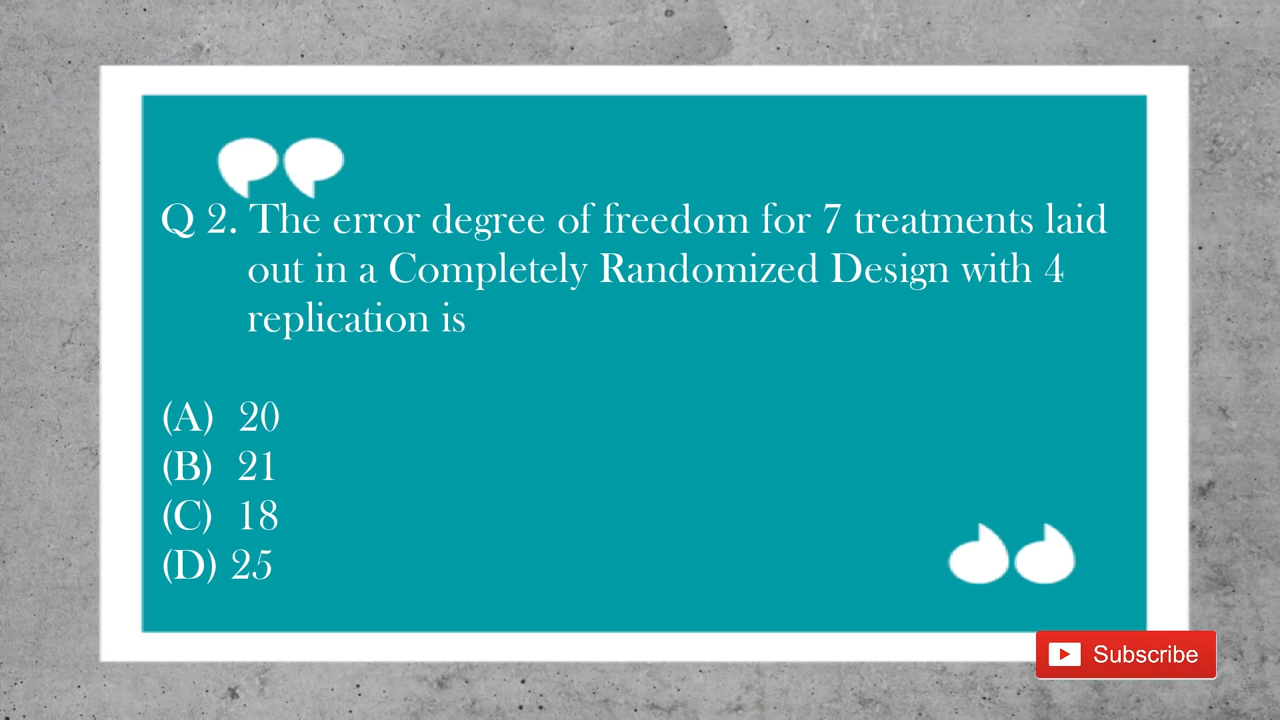 Q 2. The error degree of freedom for 7 treatments laid
out in a Completely Randomized Design with 4
replication is
(A) 20
(B) 21
(C) 18
(D) 25
Subscribe